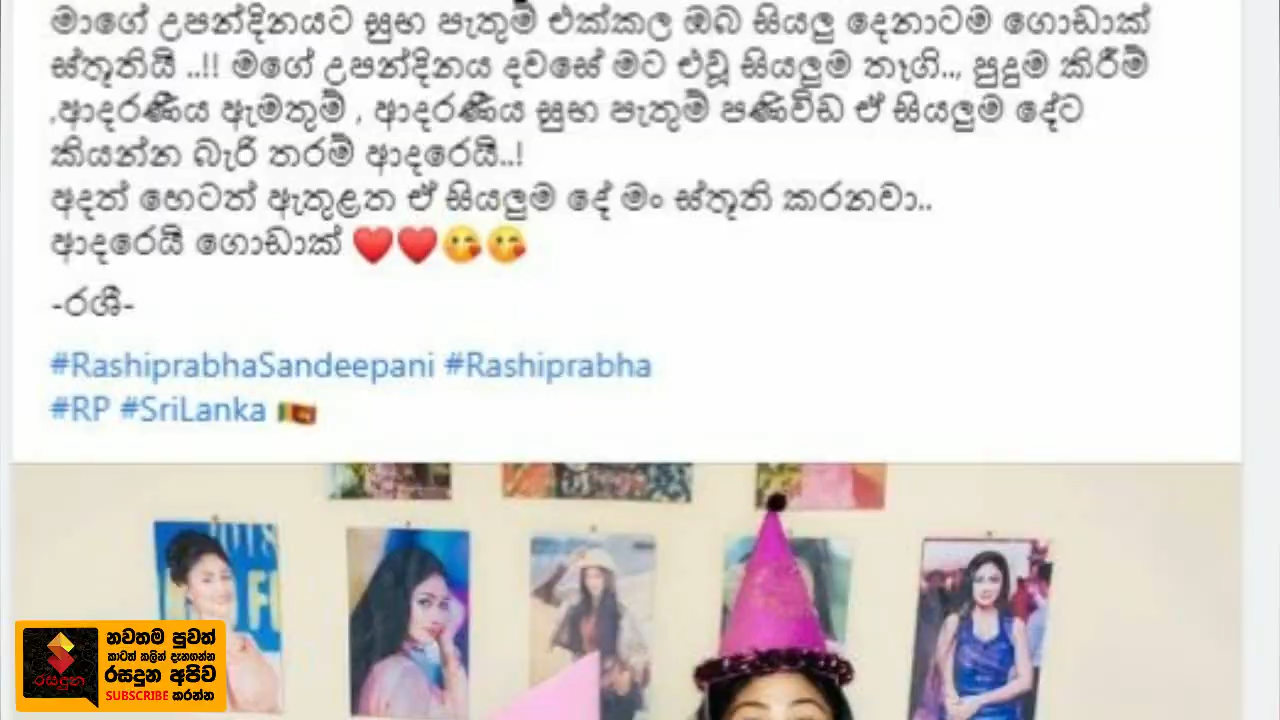 මාගේ උපන්දිනයට සුභ පැතුම් එක්කල ඔබ සියලු දෙනාටම ගොඩාක්
ස්තූතියි ..!! මගේ උපන්දිනය දවසේ මට එවූ සියලුම තෑගි.., පුදුම කිරීම්
,ආදරණීය ඇමතුම් , ආදරණීය සුභ පැතුම් පණිවිඩ ඒ සියලුම දේට
කියන්න බැරි තරම් ආදරෙයි..!
අදත් හෙටත් ඇතුළත ඒ සියලුම දේ මං ස්තූති කරනවා..
ආදරෙයි ගොඩාක් ❤️❤️😘😘
-රශී-
#RashiprabhaSandeepani #Rashiprabha
#RP #SriLanka 🇱🇰
නවතම පුවත්
කාටත් කලින් දැනගන්න
රසදුන අපිව
SUBSCRIBE කරන්න
රසදුන